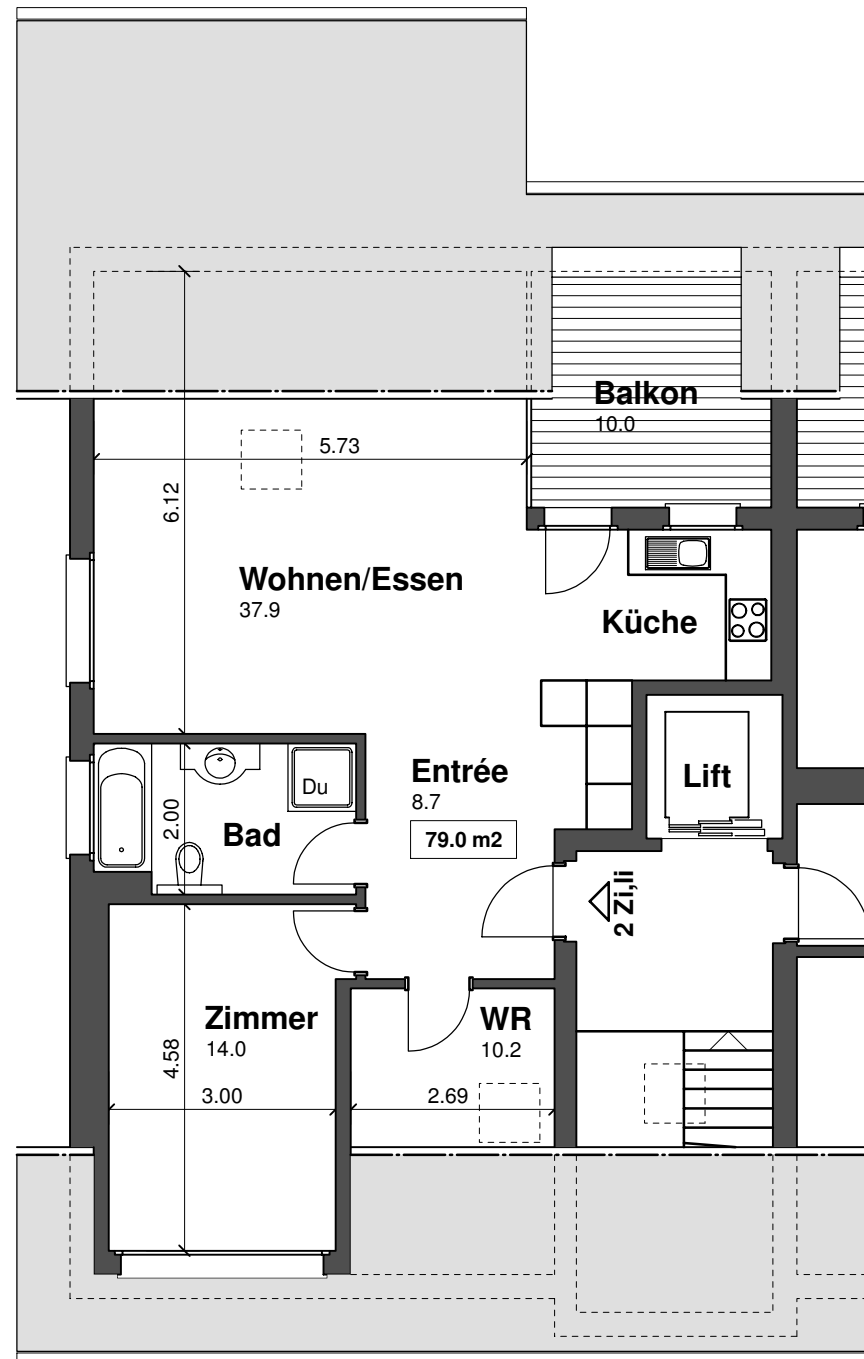 Balkon
10.0
5.73
6.12
Wohnen/Essen
37.9
Küche
Entrée
8.7
79.0 m2
Lift
Du
2.00
Bad
2 Zi,li
Zimmer
14.0
WR
10.2
4.58
3.00
2.69